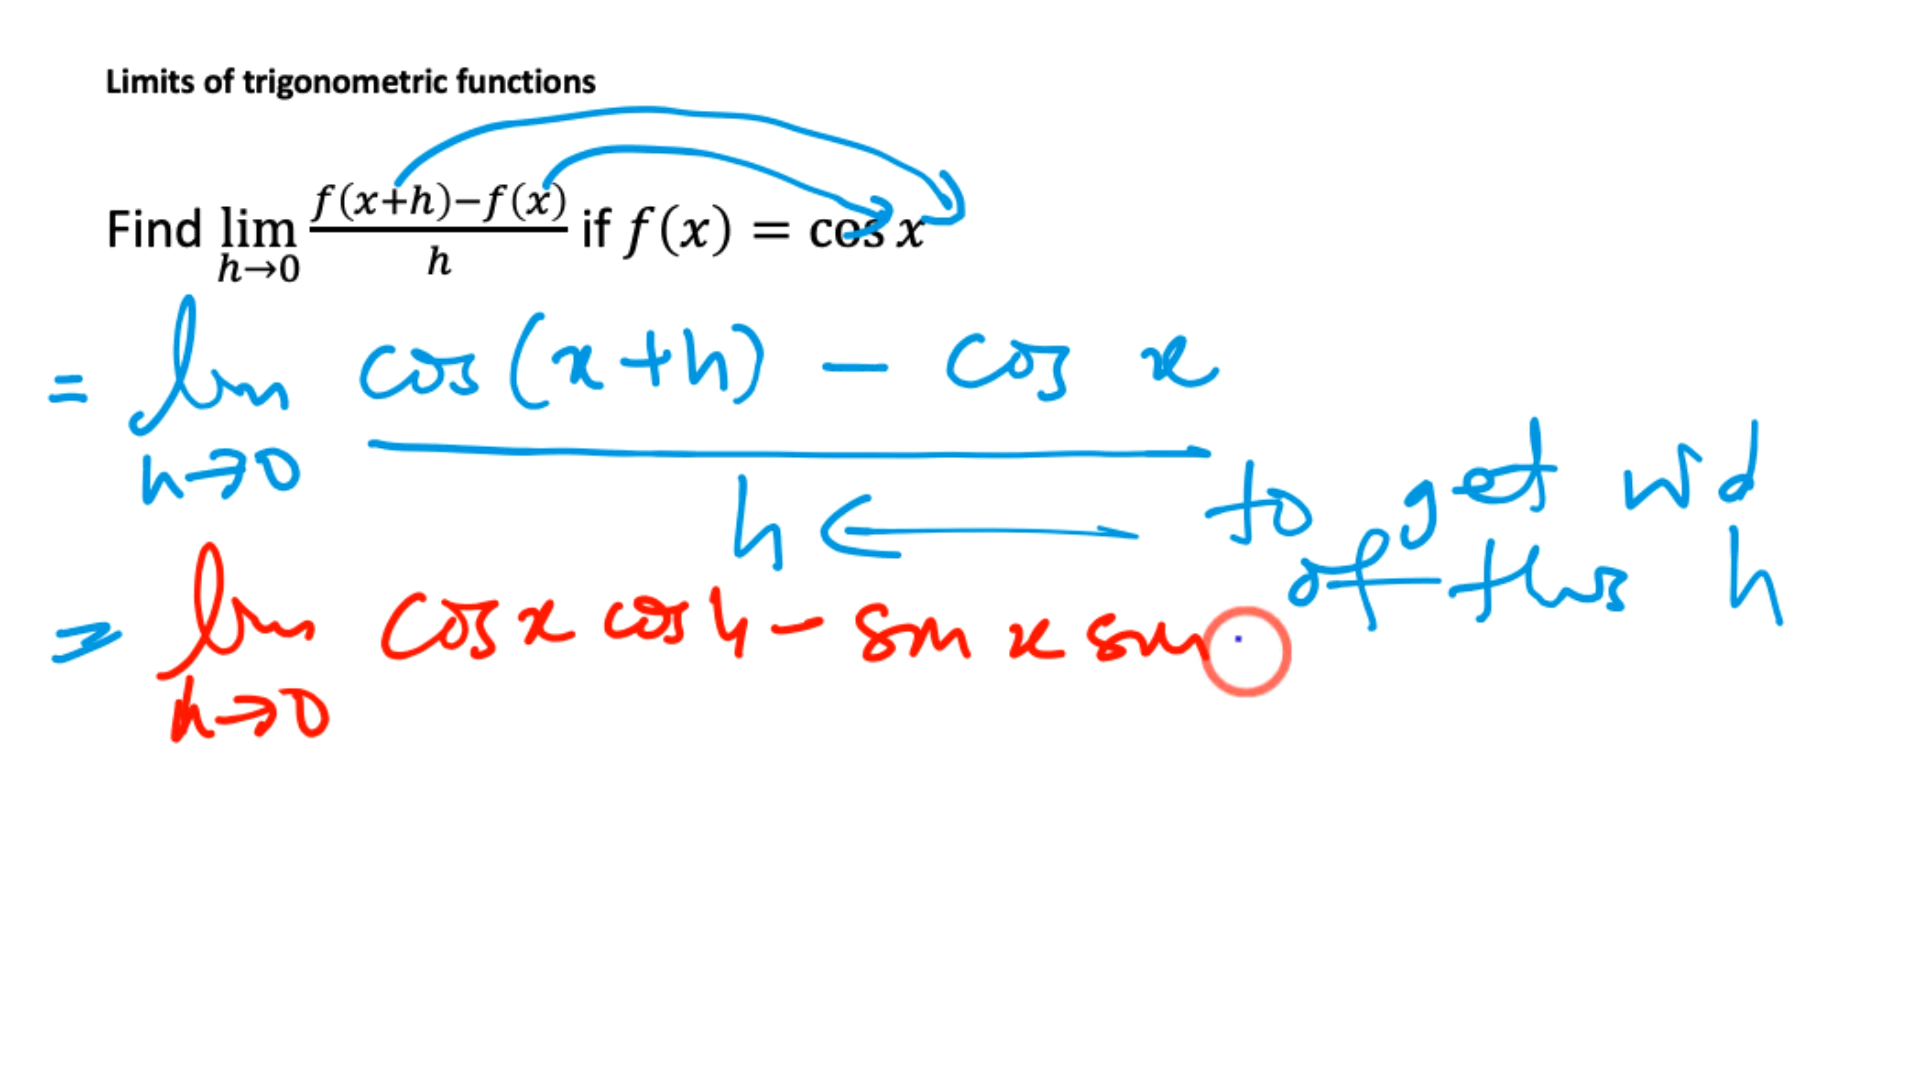 Limits of trigonometric functions
Find lim h→0 f(x+h)−f(x) / h if f(x) = cos x
= lim h→0 cos(x+h) − cos x / h
to get rid
of this h
= lim h→0 cos x cos h − sin x sin